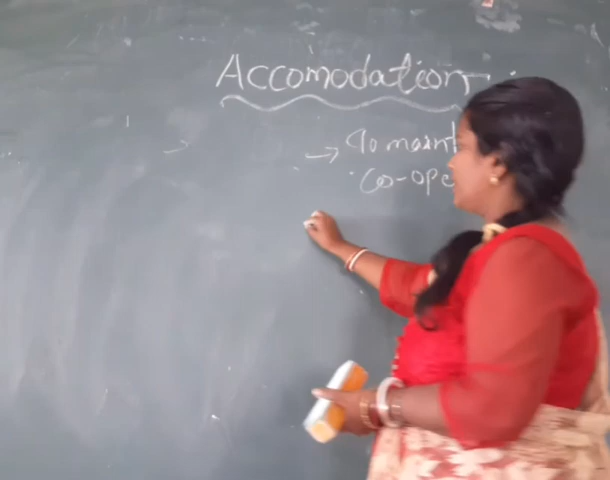 Accomodation
→ To maint
Co-ope